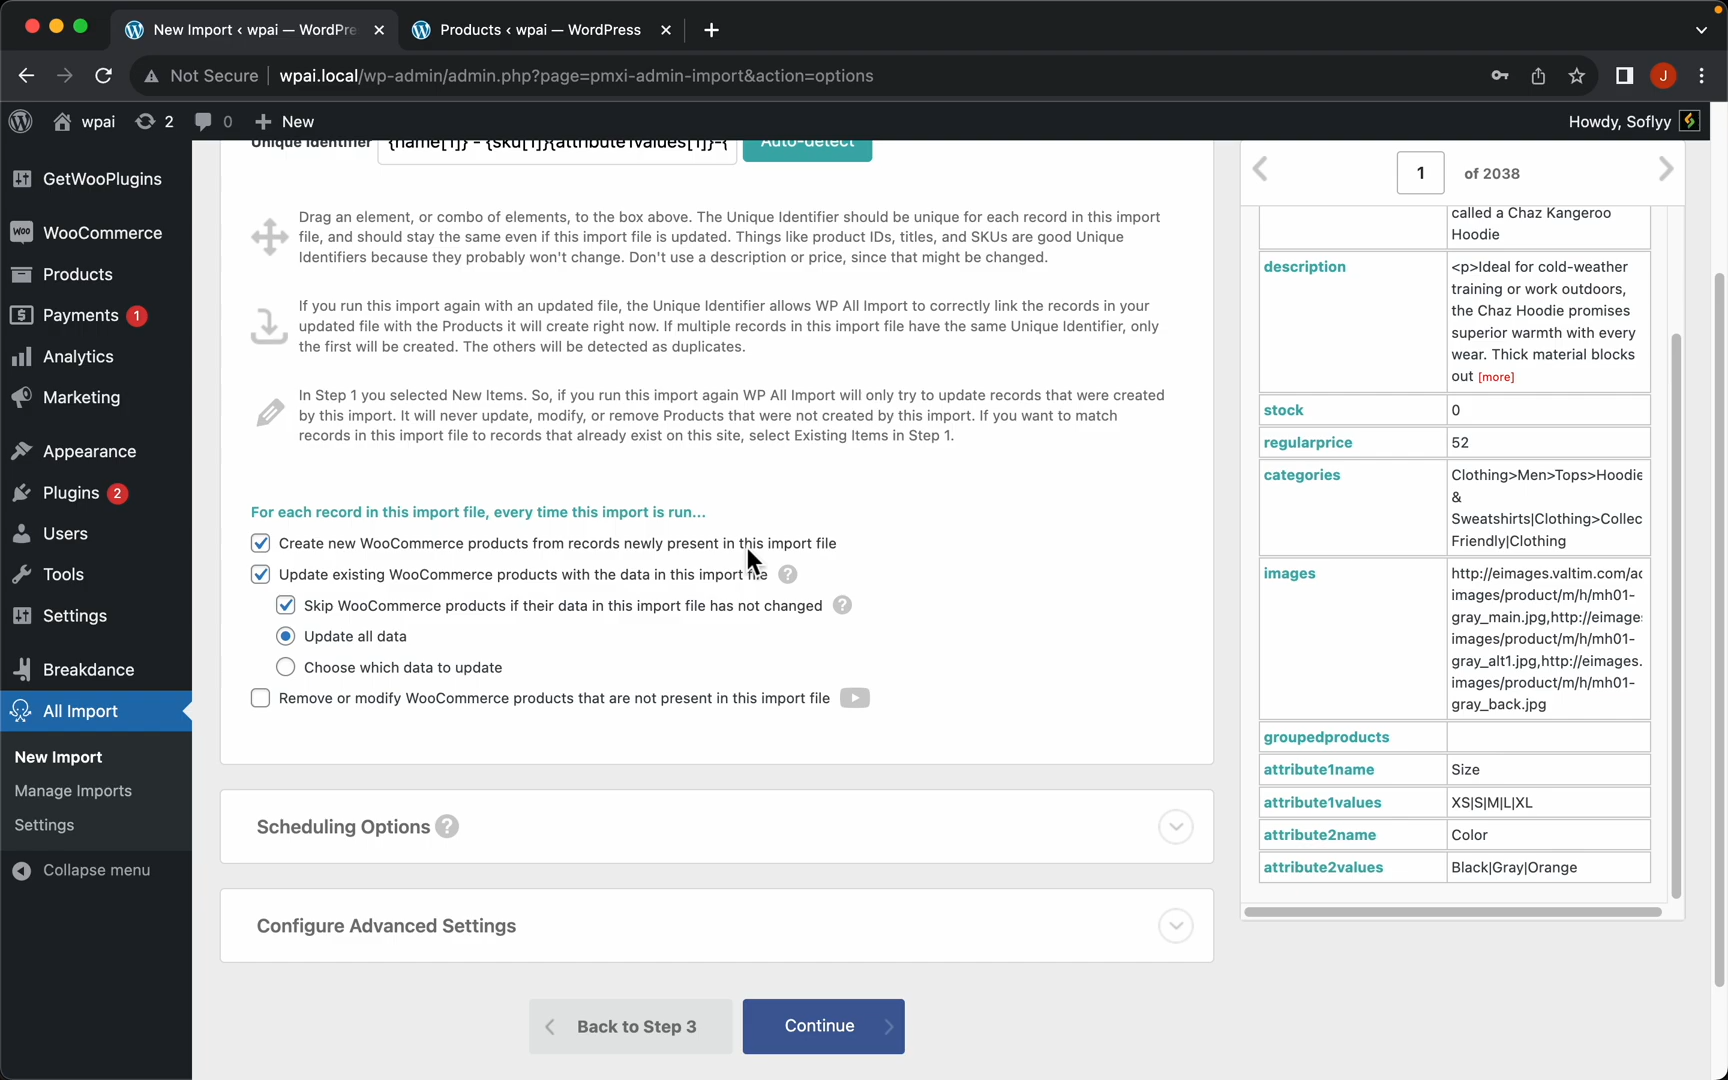 New Import ‹ wpai — WordPre
Products ‹ wpai — WordPress
Not Secure
wpai.local/wp-admin/admin.php?page=pmxi-admin-import&action=options
J
wpai
2
0
New
Howdy, Soflyy
GetWooPlugins
WooCommerce
Products
Payments 1
Analytics
Marketing
Appearance
Plugins 2
Users
Tools
Settings
Breakdance
All Import
New Import
Manage Imports
Settings
Collapse menu
Unique Identifier
{name[1]} - {sku[1]}{attribute1values[1]}-{
Auto-detect
Drag an element, or combo of elements, to the box above. The Unique Identifier should be unique for each record in this import
file, and should stay the same even if this import file is updated. Things like product IDs, titles, and SKUs are good Unique
Identifiers because they probably won't change. Don't use a description or price, since that might be changed.
If you run this import again with an updated file, the Unique Identifier allows WP All Import to correctly link the records in your
updated file with the Products it will create right now. If multiple records in this import file have the same Unique Identifier, only
the first will be created. The others will be detected as duplicates.
In Step 1 you selected New Items. So, if you run this import again WP All Import will only try to update records that were created
by this import. It will never update, modify, or remove Products that were not created by this import. If you want to match
records in this import file to records that already exist on this site, select Existing Items in Step 1.
For each record in this import file, every time this import is run...
Create new WooCommerce products from records newly present in this import file
Update existing WooCommerce products with the data in this import file ?
Skip WooCommerce products if their data in this import file has not changed ?
Update all data
Choose which data to update
Remove or modify WooCommerce products that are not present in this import file
Scheduling Options ?
Configure Advanced Settings
Back to Step 3
Continue
1 of 2038
called a Chaz Kangeroo
Hoodie
description
<p>Ideal for cold-weather
training or work outdoors,
the Chaz Hoodie promises
superior warmth with every
wear. Thick material blocks
out [more]
stock
0
regularprice
52
categories
Clothing>Men>Tops>Hoodie
&
Sweatshirts|Clothing>Collec
Friendly|Clothing
images
http://eimages.valtim.com/ac
images/product/m/h/mh01-
gray_main.jpg,http://eimage
images/product/m/h/mh01-
gray_alt1.jpg,http://eimages.
images/product/m/h/mh01-
gray_back.jpg
groupedproducts
attribute1name
Size
attribute1values
XS|S|M|L|XL
attribute2name
Color
attribute2values
Black|Gray|Orange